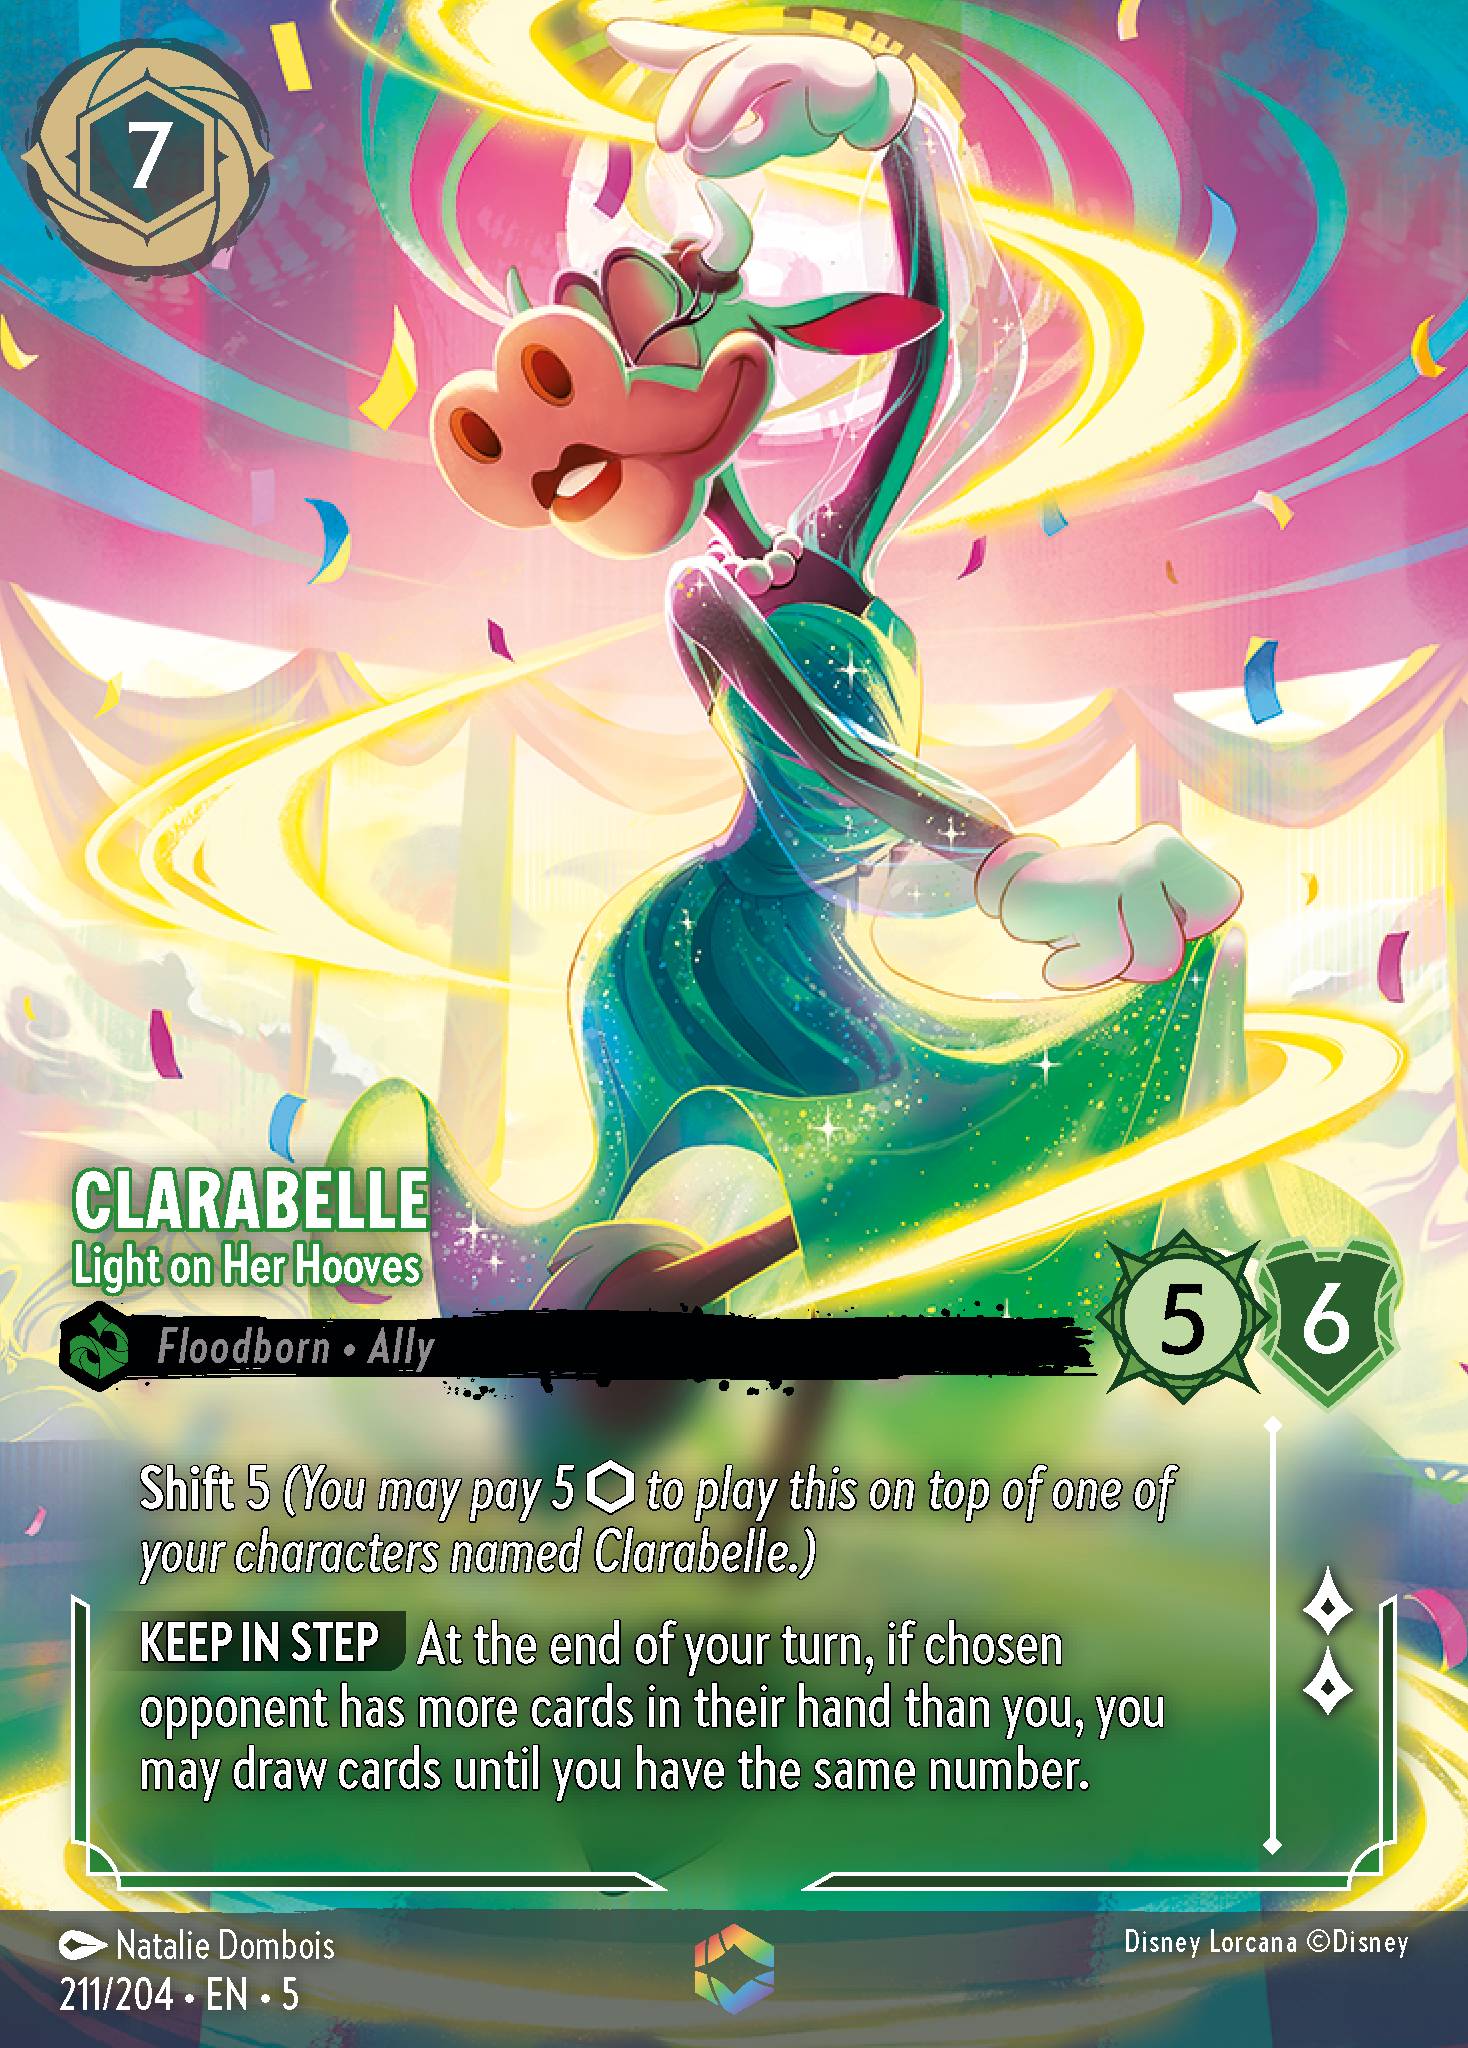 7
CLARABELLE
Light on Her Hooves
Floodborn • Ally
5 6
Shift 5 (You may pay 5 ⬡ to play this on top of one of
your characters named Clarabelle.)
KEEP IN STEP At the end of your turn, if chosen
opponent has more cards in their hand than you, you
may draw cards until you have the same number.
Natalie Dombois
211/204 • EN • 5
Disney Lorcana ©Disney